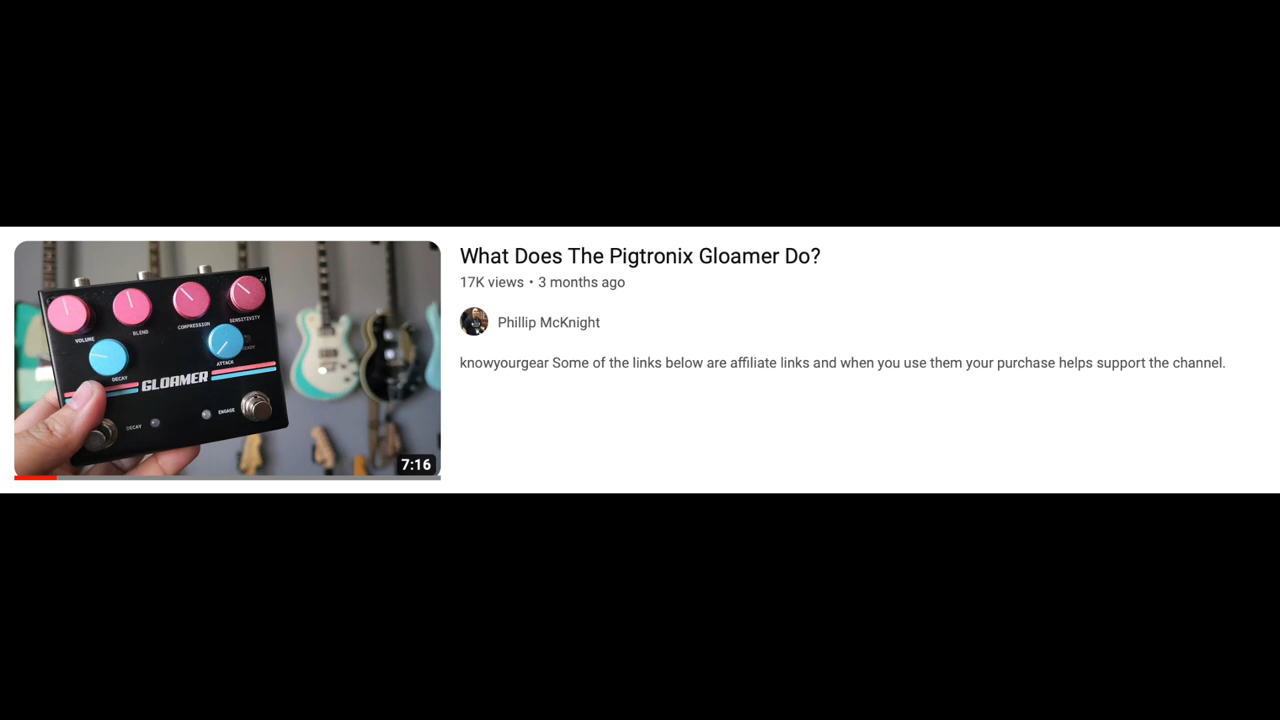 What Does The Pigtronix Gloamer Do?
17K views • 3 months ago
Phillip McKnight
knowyourgear Some of the links below are affiliate links and when you use them your purchase helps support the channel.
VOLUME
BLEND
COMPRESSION
SENSITIVITY
DECAY
ATTACK
GLOAMER
DECAY
ENGAGE
7:16